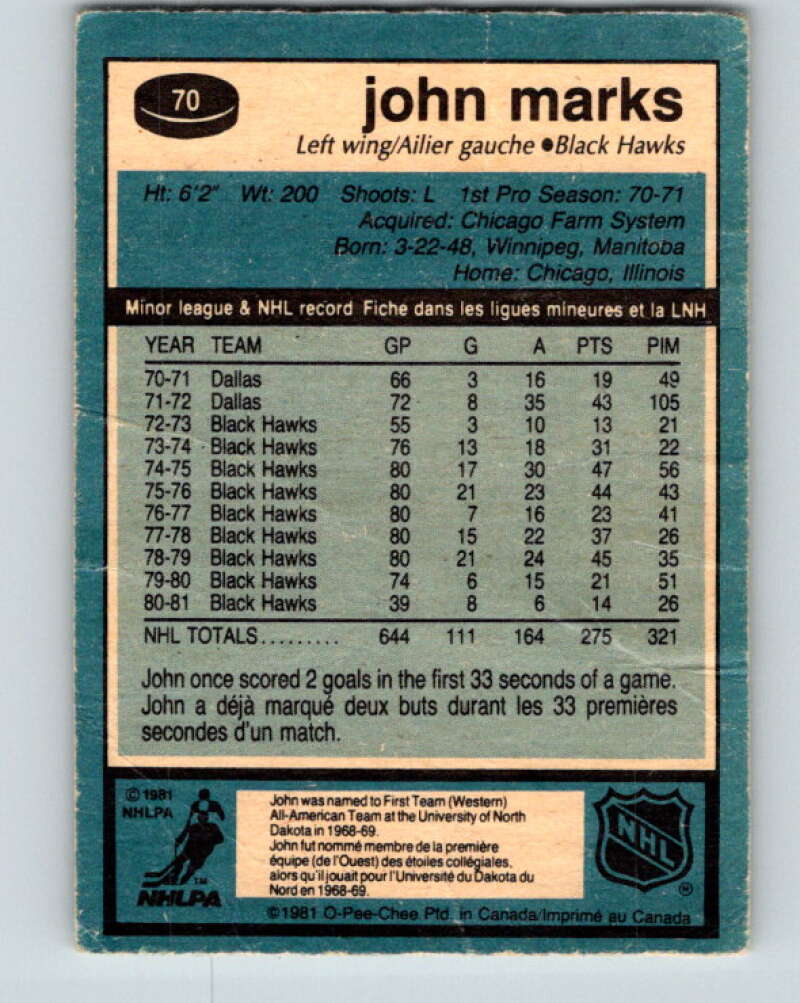 70
john marks
Left wing/Ailier gauche ●Black Hawks
Ht: 6'2" Wt: 200 Shoots: L 1st Pro Season: 70-71
Acquired: Chicago Farm System
Born: 3-22-48, Winnipeg, Manitoba
Home: Chicago, Illinois
Minor league & NHL record Fiche dans les ligues mineures et la LNH
YEAR TEAM GP G A PTS PIM
70-71 Dallas 66 3 16 19 49
71-72 Dallas 72 8 35 43 105
72-73 Black Hawks 55 3 10 13 21
73-74 Black Hawks 76 13 18 31 22
74-75 Black Hawks 80 17 30 47 56
75-76 Black Hawks 80 21 23 44 43
76-77 Black Hawks 80 7 16 23 41
77-78 Black Hawks 80 15 22 37 26
78-79 Black Hawks 80 21 24 45 35
79-80 Black Hawks 74 6 15 21 51
80-81 Black Hawks 39 8 6 14 26
NHL TOTALS......... 644 111 164 275 321
John once scored 2 goals in the first 33 seconds of a game.
John a déjà marqué deux buts durant les 33 premières
secondes d'un match.
©1981
NHLPA
NHLPA™
John was named to First Team (Western)
All-American Team at the University of North
Dakota in 1968-69.
John fut nommé membre de la première
équipe (de l'Ouest) des étoiles collégiales,
alors qu'il jouait pour l'Université du Dakota du
Nord en 1968-69.
NHL
®
©1981 O-Pee-Chee Ptd. in Canada/Imprimé au Canada